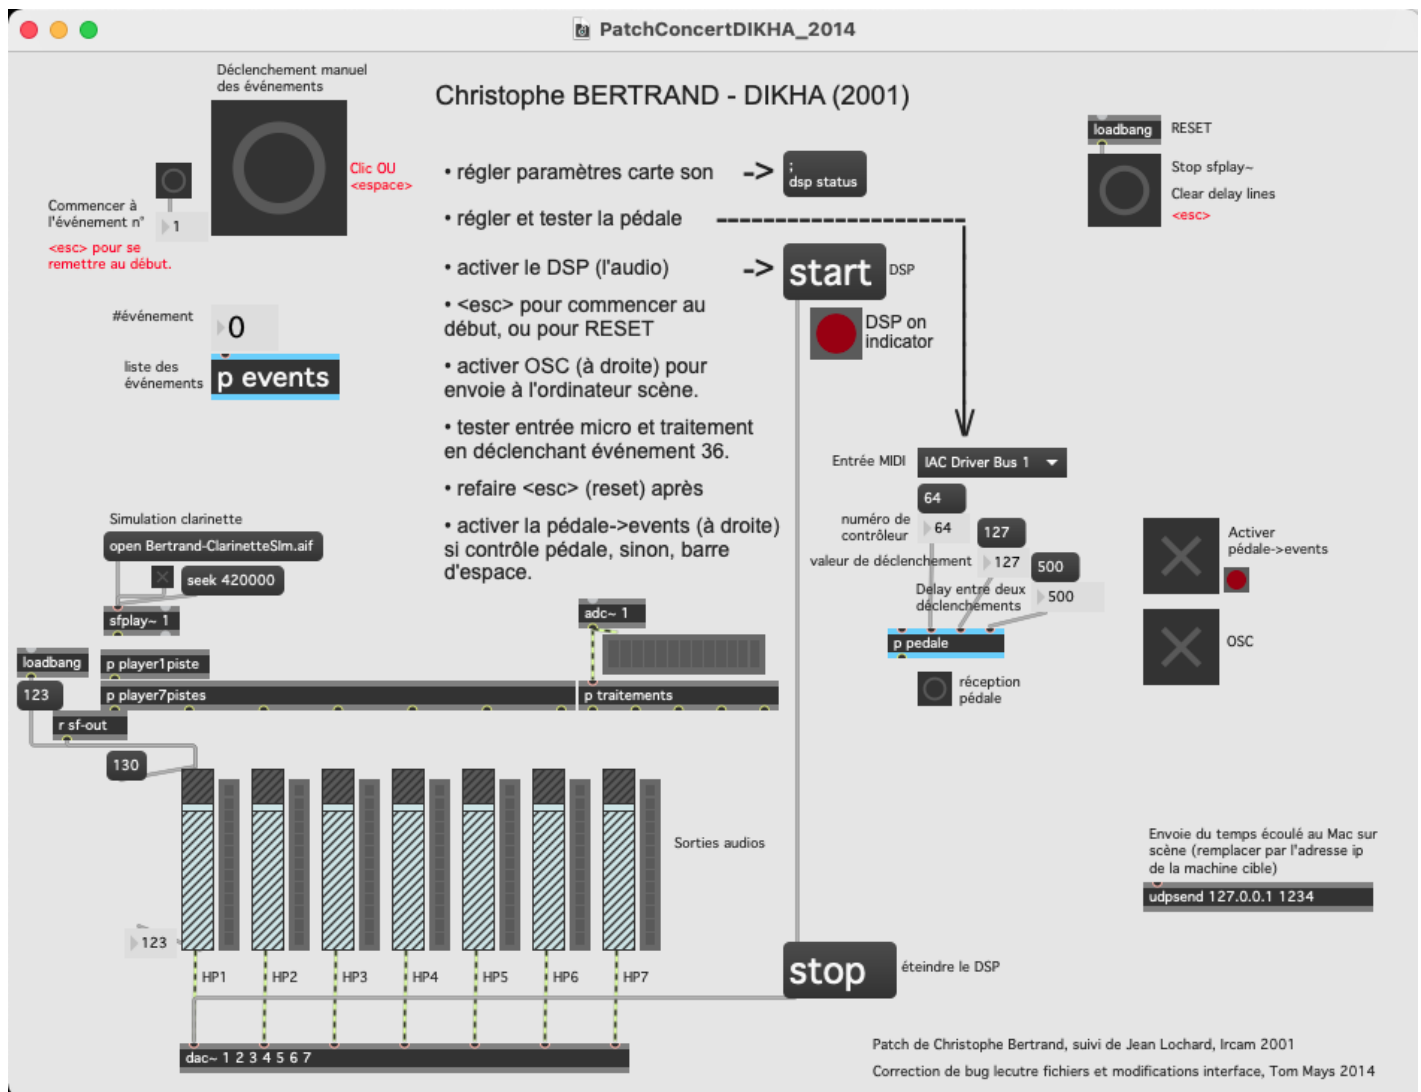 PatchConcertDIKHA_2014
Déclenchement manuel
des événements
Clic OU
<espace>
Commencer à
l'événement n°
1
<esc> pour se
remettre au début.
#événement
0
liste des
événements
p events
Christophe BERTRAND - DIKHA (2001)
• régler paramètres carte son
->
;
dsp status
• régler et tester la pédale
• activer le DSP (l'audio)
->
start
DSP
DSP on
indicator
• <esc> pour commencer au
début, ou pour RESET
• activer OSC (à droite) pour
envoie à l'ordinateur scène.
• tester entrée micro et traitement
en déclenchant événement 36.
• refaire <esc> (reset) après
• activer la pédale->events (à droite)
si contrôle pédale, sinon, barre
d'espace.
loadbang
RESET
Stop sfplay~
Clear delay lines
<esc>
Entrée MIDI
IAC Driver Bus 1
64
numéro de
contrôleur
64
127
valeur de déclenchement
127
500
Delay entre deux
déclenchements
500
p pedale
réception
pédale
Activer
pédale->events
OSC
Simulation clarinette
open Bertrand-ClarinetteSIm.aif
seek 420000
sfplay~ 1
loadbang
p player1piste
123
p player7pistes
r sf-out
130
adc~ 1
p traitements
Sorties audios
123
HP1
HP2
HP3
HP4
HP5
HP6
HP7
dac~ 1 2 3 4 5 6 7
stop
éteindre le DSP
Envoie du temps écoulé au Mac sur
scène (remplacer par l'adresse ip
de la machine cible)
udpsend 127.0.0.1 1234
Patch de Christophe Bertrand, suivi de Jean Lochard, Ircam 2001
Correction de bug lecutre fichiers et modifications interface, Tom Mays 2014